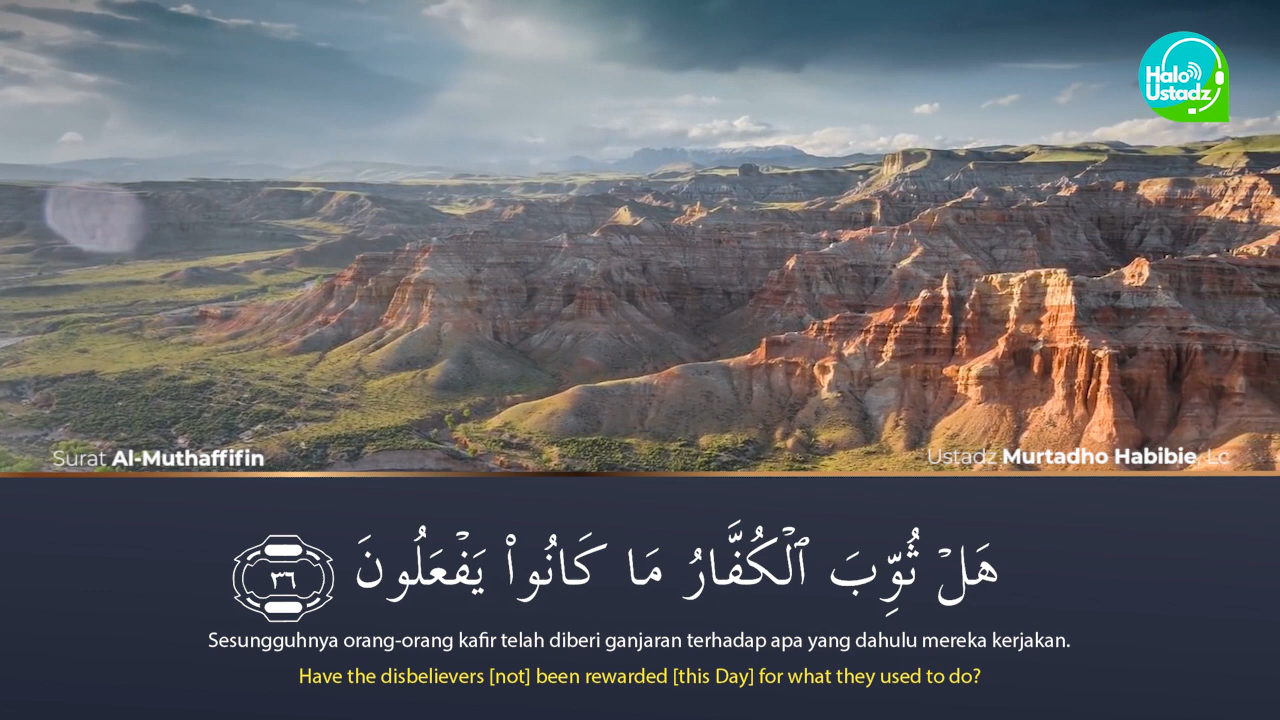 Halo
Ustadz
Surat Al-Muthaffifin
Ustadz Murtadho Habibie, Lc
هَلْ ثُوِّبَ ٱلْكُفَّارُ مَا كَانُوا۟ يَفْعَلُونَ ٣٦
Sesungguhnya orang-orang kafir telah diberi ganjaran terhadap apa yang dahulu mereka kerjakan.
Have the disbelievers [not] been rewarded [this Day] for what they used to do?